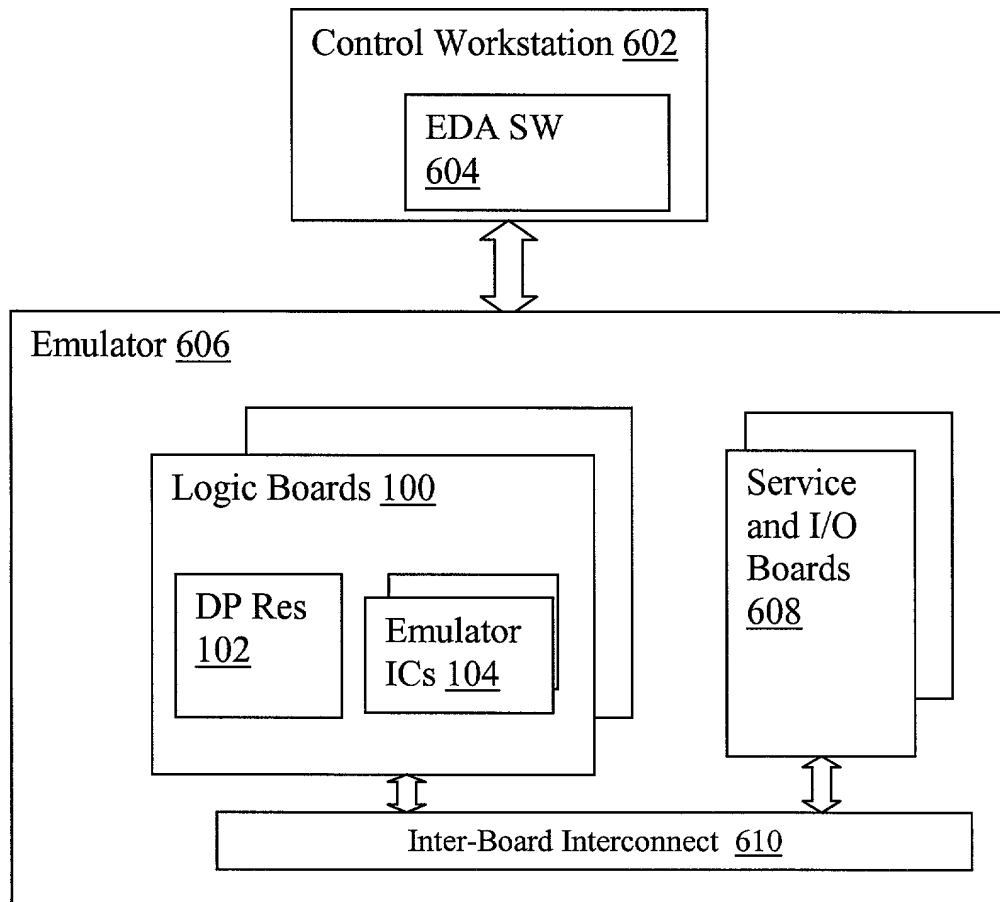 Control Workstation 602
EDA SW
604
Emulator 606
Logic Boards 100
DP Res
102
Emulator
ICs 104
Service
and I/O
Boards
608
Inter-Board Interconnect 610